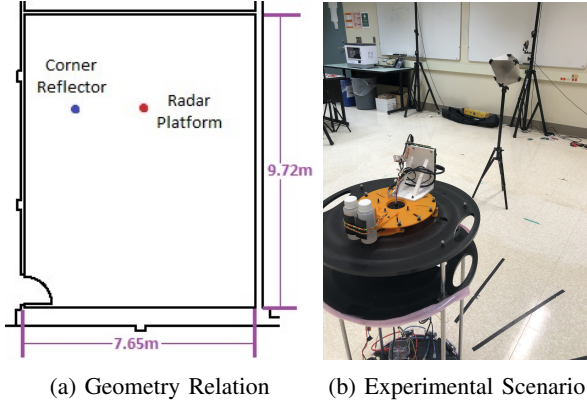 Corner
Reflector
Radar
Platform
9.72m
7.65m
(a) Geometry Relation
(b) Experimental Scenario